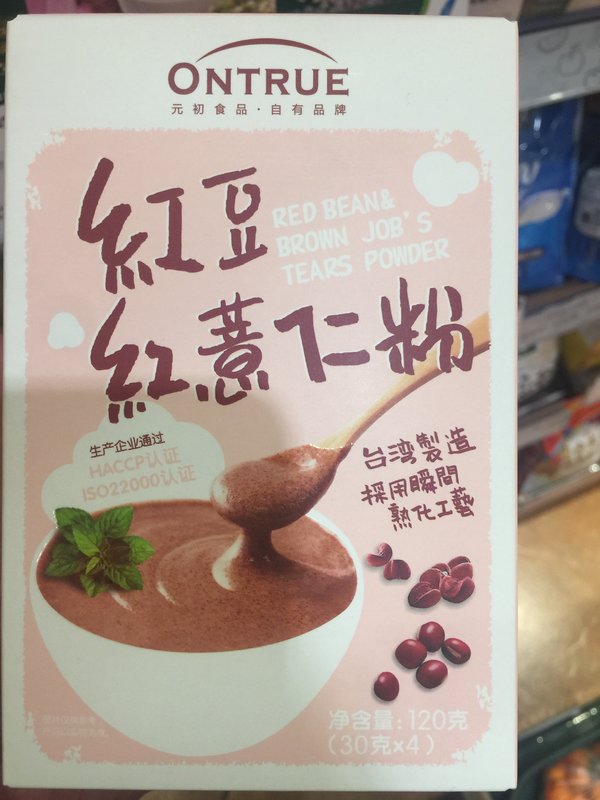 ONTRUE
元初食品·自有品牌
紅豆
RED BEAN&
BROWN JOB'S
TEARS POWDER
紅薏仁粉
生产企业通过
HACCP认证
ISO22000认证
台湾製造
採用瞬間
熟化工藝
净含量:120克
(30克×4)